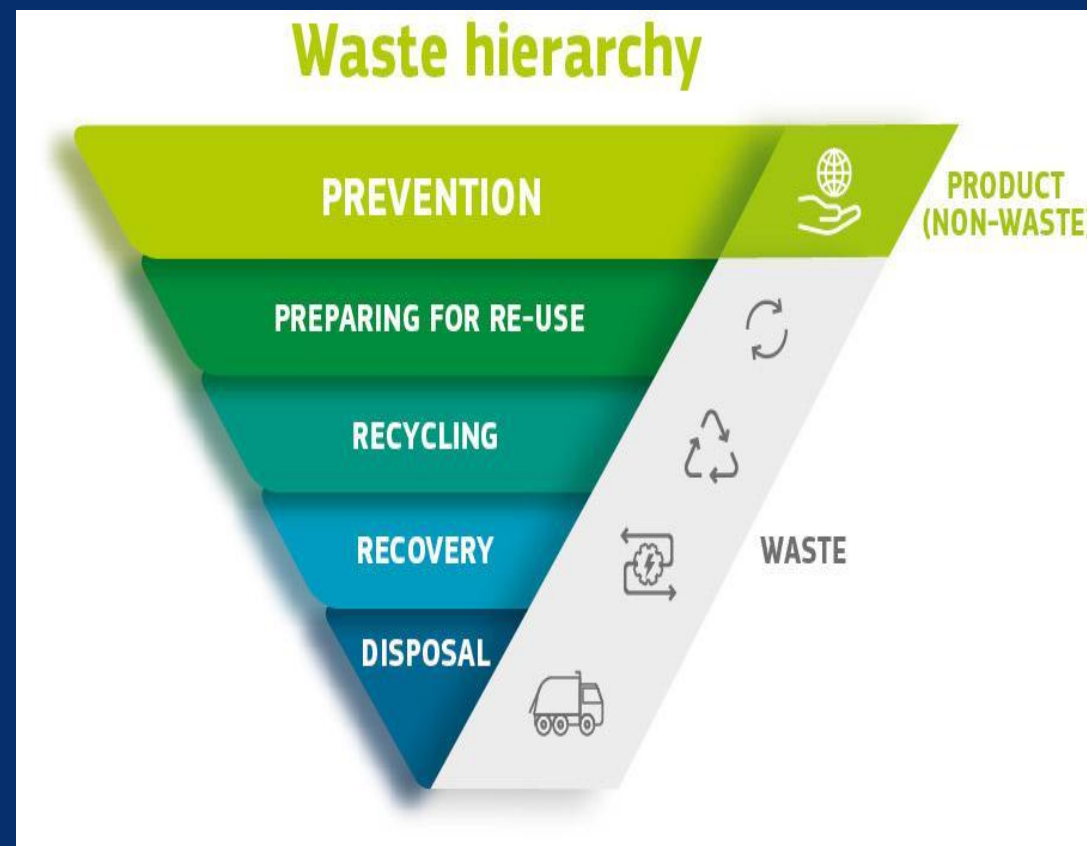 Waste hierarchy
PREVENTION
PRODUCT
(NON-WASTE
PREPARING FOR RE-USE
RECYCLING
RECOVERY
WASTE
DISPOSAL